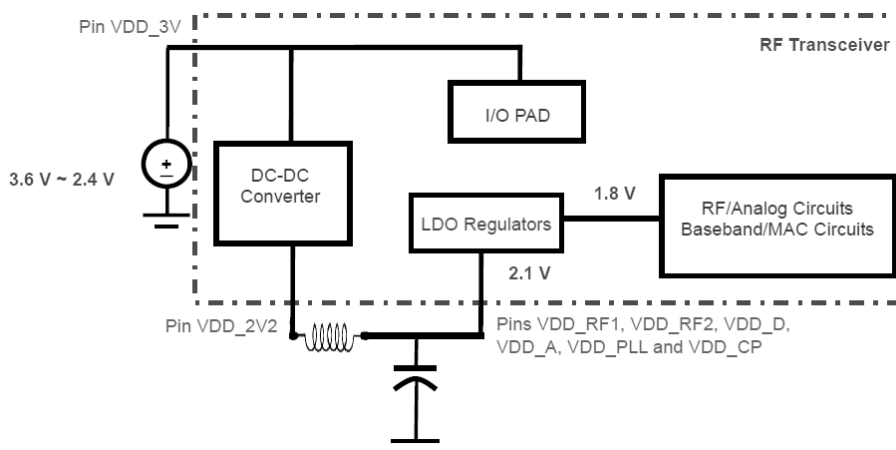 Pin VDD_3V
RF Transceiver
I/O PAD
3.6 V ~ 2.4 V
DC-DC
Converter
1.8 V
RF/Analog Circuits
Baseband/MAC Circuits
LDO Regulators
2.1 V
Pin VDD_2V2
Pins VDD_RF1, VDD_RF2, VDD_D,
VDD_A, VDD_PLL and VDD_CP